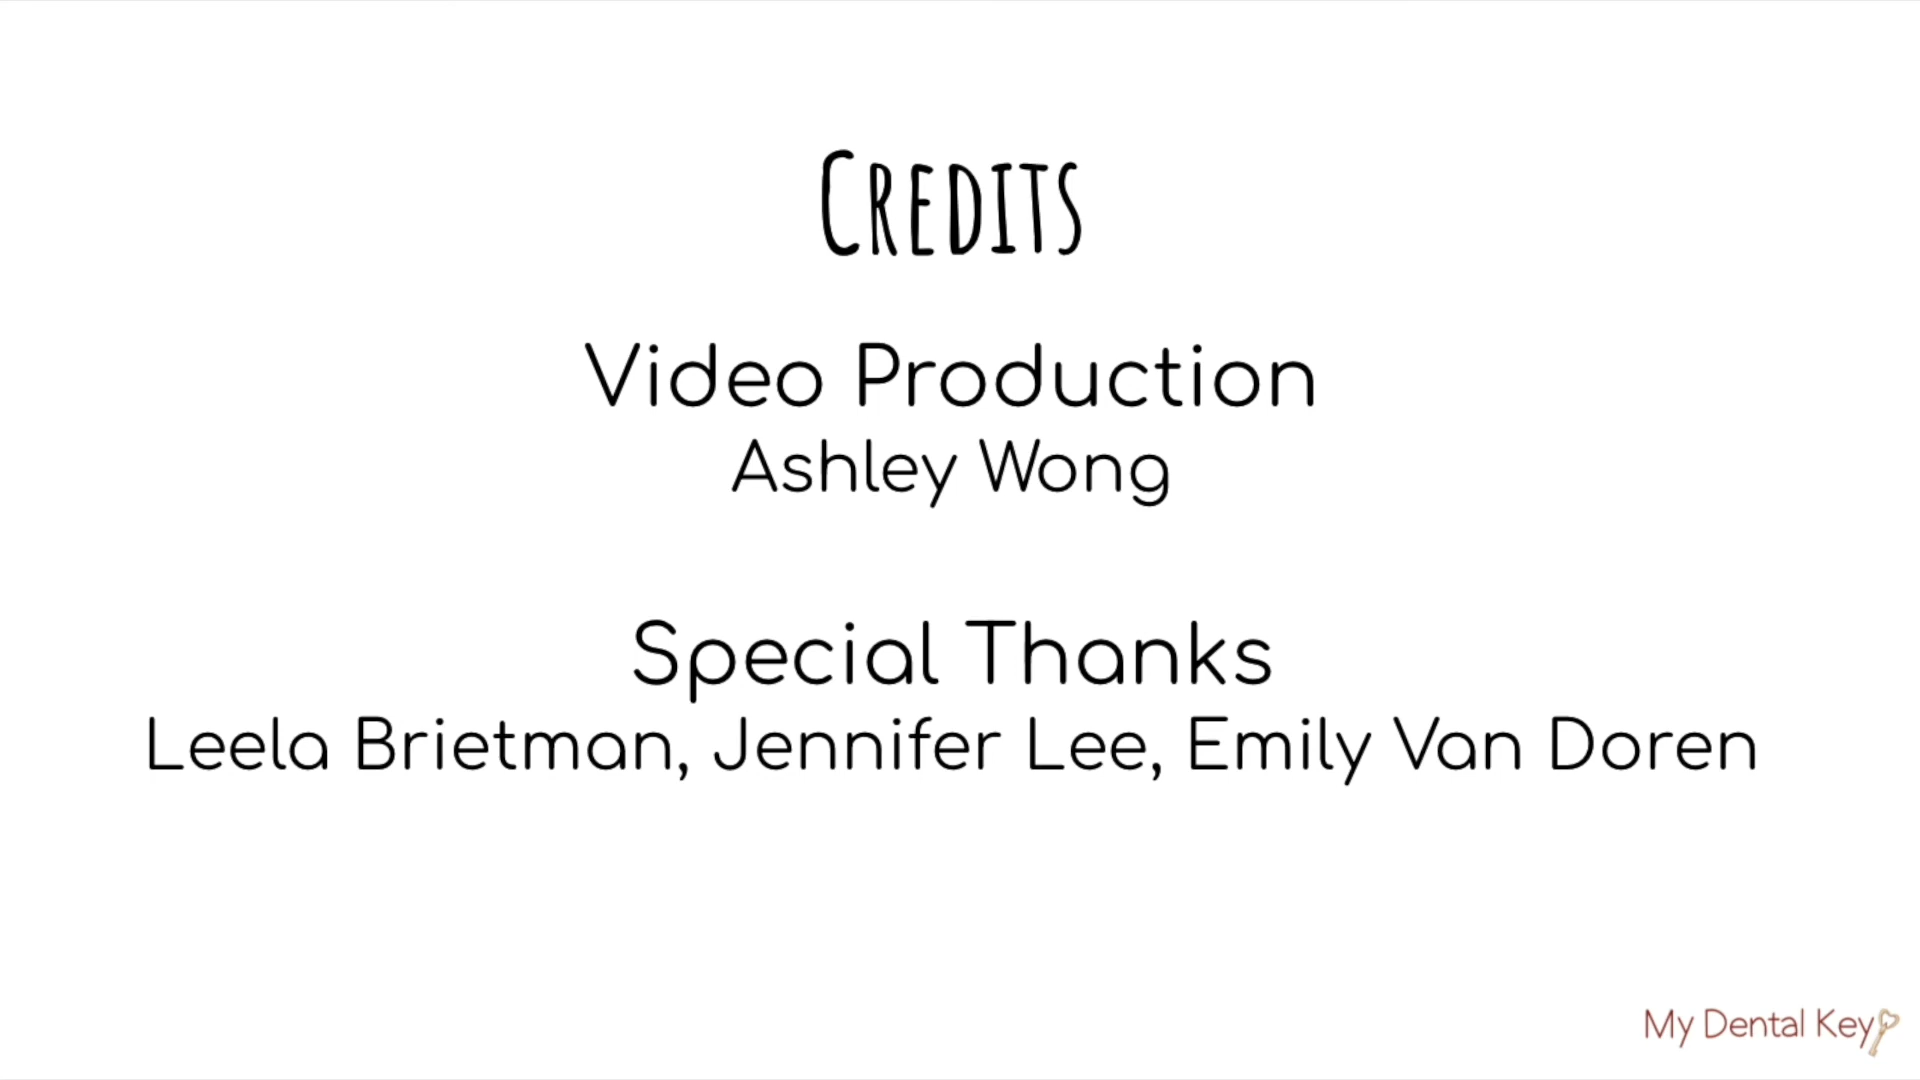 Credits
Video Production
Ashley Wong
Special Thanks
Leela Brietman, Jennifer Lee, Emily Van Doren
My Dental Key